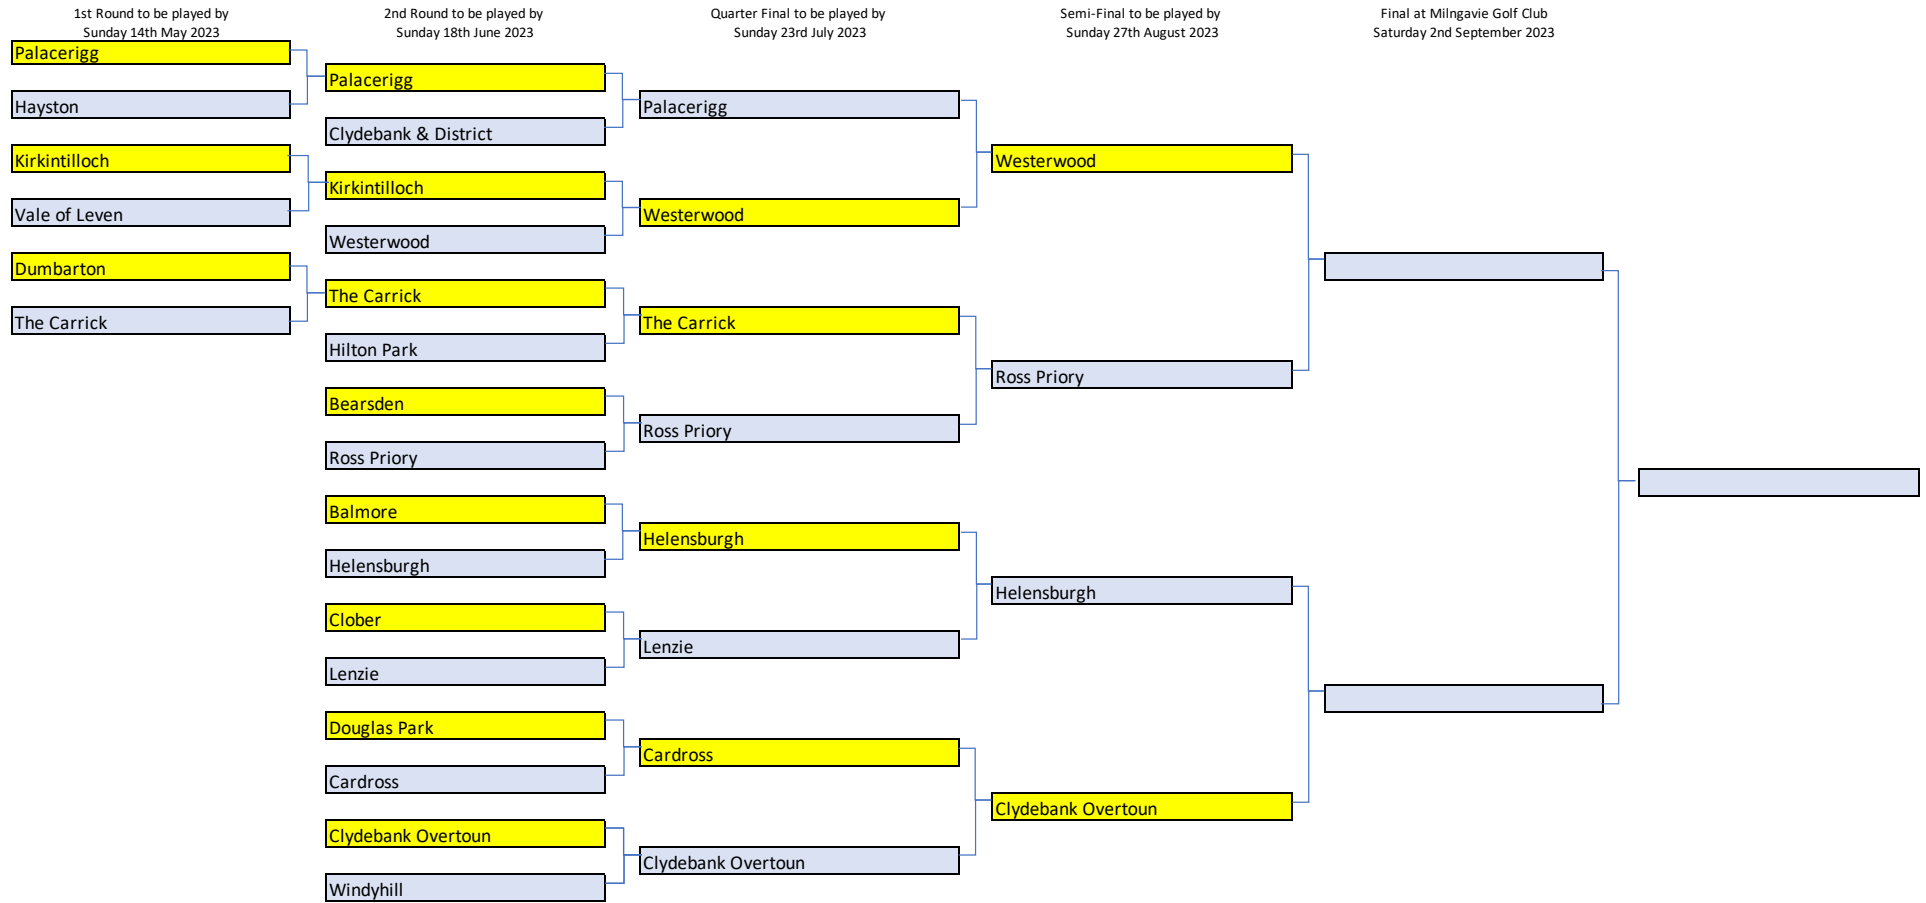 1st Round to be played by
Sunday 14th May 2023
2nd Round to be played by
Sunday 18th June 2023
Quarter Final to be played by
Sunday 23rd July 2023
Semi-Final to be played by
Sunday 27th August 2023
Final at Milngavie Golf Club
Saturday 2nd September 2023
Palacerigg
Hayston
Kirkintilloch
Vale of Leven
Dumbarton
The Carrick
Palacerigg
Clydebank & District
Kirkintilloch
Westerwood
The Carrick
Hilton Park
Bearsden
Ross Priory
Balmore
Helensburgh
Clober
Lenzie
Douglas Park
Cardross
Clydebank Overtoun
Windyhill
Palacerigg
Westerwood
The Carrick
Ross Priory
Helensburgh
Lenzie
Cardross
Clydebank Overtoun
Westerwood
Ross Priory
Helensburgh
Clydebank Overtoun